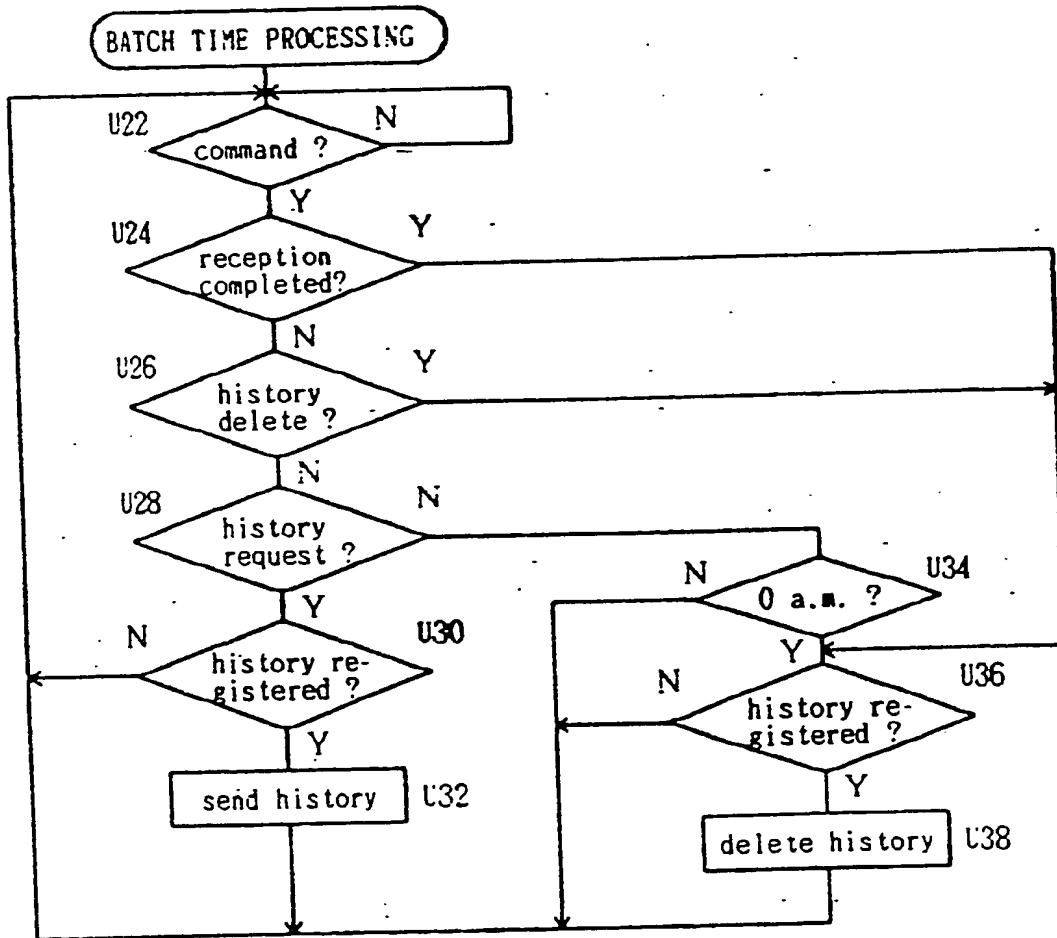 BATCH TIME PROCESSING
U22
N
command ?
Y
U24
Y
reception
completed?
N
U26
Y
history
delete ?
N
U28
N
history
request ?
Y
N
U34
0 a.m. ?
Y
N
U30
history re-
gistered ?
Y
N
U36
history re-
gistered ?
Y
send history
U32
delete history
U38